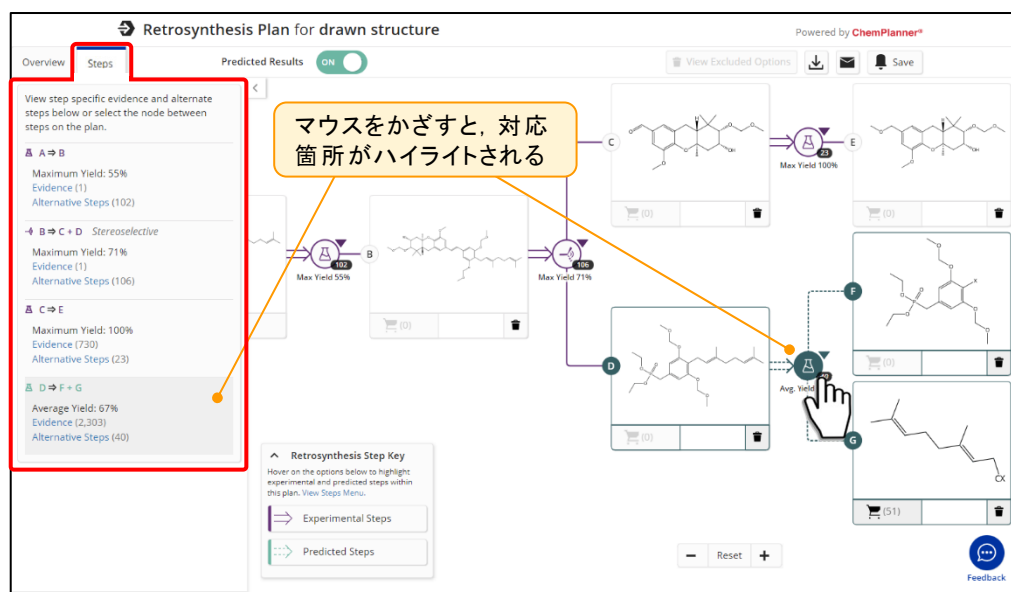 Retrosynthesis Plan for drawn structure
Powered by ChemPlanner®
Overview
Steps
Predicted Results
ON
View Excluded Options
Save
View step specific evidence and alternate
steps below or select the node between
steps on the plan.
A ⇒ B
Maximum Yield: 55%
Evidence (1)
Alternative Steps (102)
B ⇒ C + D Stereoselective
Maximum Yield: 71%
Evidence (1)
Alternative Steps (106)
C ⇒ E
Maximum Yield: 100%
Evidence (730)
Alternative Steps (23)
D ⇒ F + G
Average Yield: 67%
Evidence (2,303)
Alternative Steps (40)
マウスをかざすと, 対応
箇所がハイライトされる
102
Max Yield 55%
B
(0)
106
Max Yield 71%
C
(0)
23
Max Yield 100%
E
(0)
D
(0)
Avg. Yield
F
(0)
G
CX
(51)
Retrosynthesis Step Key
Hover on the options below to highlight
experimental and predicted steps within
this plan. View Steps Menu.
Experimental Steps
Predicted Steps
Reset
Feedback